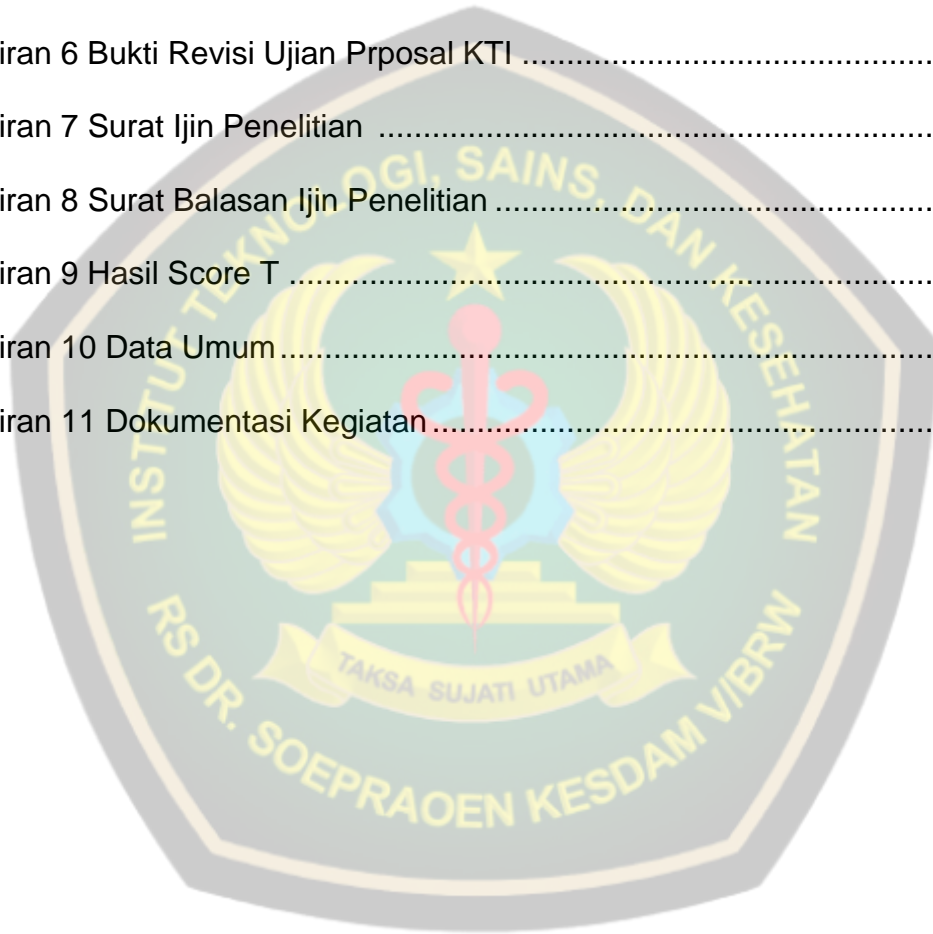 iran 6 Bukti Revisi Ujian Prposal KTI ..............................................
iran 7 Surat Ijin Penelitian ..............................................................
iran 8 Surat Balasan Ijin Penelitian .................................................
iran 9 Hasil Score T ........................................................................
iran 10 Data Umum .........................................................................
iran 11 Dokumentasi Kegiatan ........................................................
INSTITUT TEKNOLOGI, SAINS, DAN KESEHATAN
TAKSA SUJATI UTAMA
RS DR. SOEPRAOEN KESDAM V/BRW